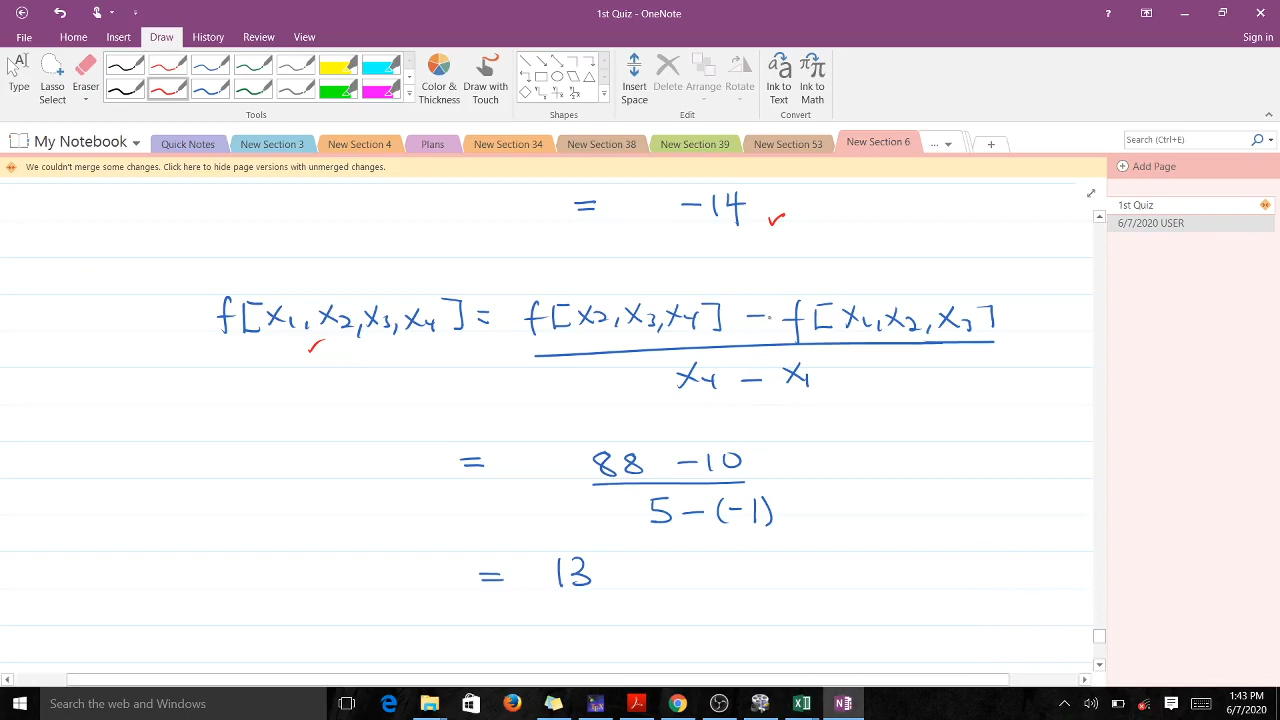 1st Quiz - OneNote
?
File Home Insert Draw History Review View Sign in
Type Lasso Select Eraser Color & Thickness Draw with Touch Insert Space Delete Arrange Rotate Ink to Text Ink to Math
Tools Shapes Edit Convert
My Notebook Quick Notes New Section 3 New Section 4 Plans New Section 34 New Section 38 New Section 39 New Section 53 New Section 6 ... Search (Ctrl+E)
We couldn't merge some changes. Click here to hide page versions with unmerged changes. Add Page
1st Quiz
6/7/2020 USER
= -14 ✓
f[x1, x2, x3, x4] = f[x2, x3, x4] - f[x1, x2, x3]
✓
x4 - x1
= 88 -10
5 - (-1)
= 13
Search the web and Windows
1:43 PM
6/7/2020